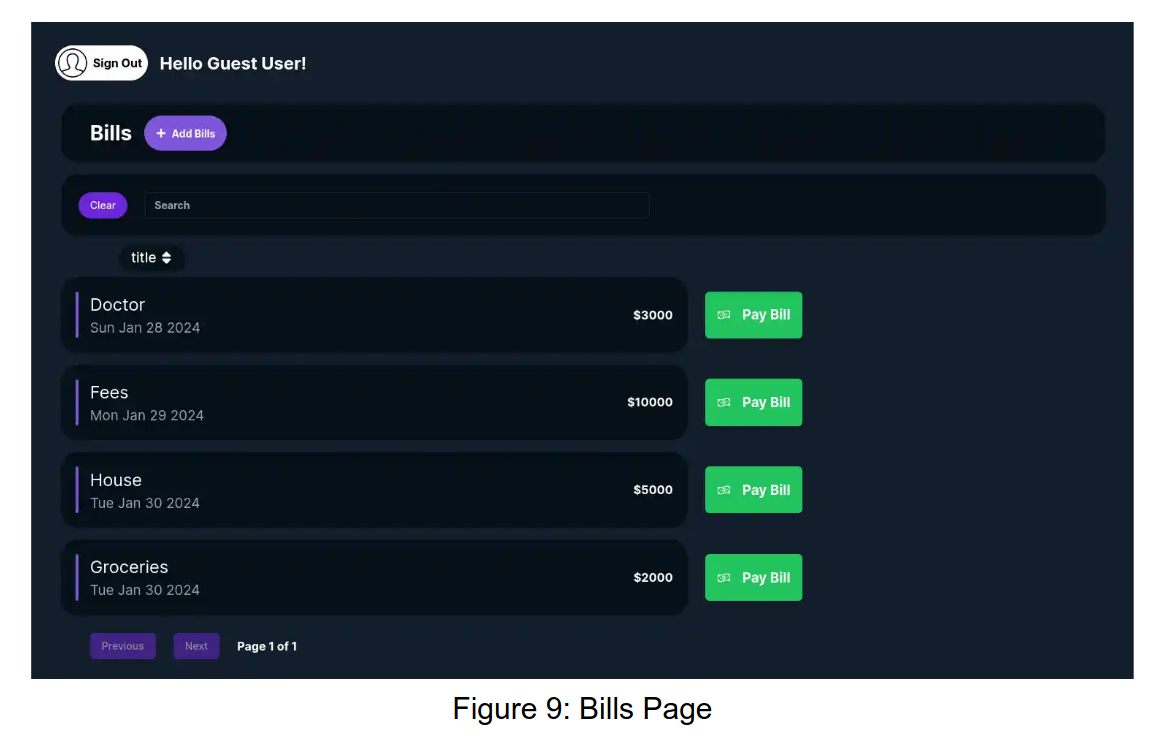 Sign Out Hello Guest User!
Bills + Add Bills
Clear Search
title
Doctor
Sun Jan 28 2024
$3000
Pay Bill
Fees
Mon Jan 29 2024
$10000
Pay Bill
House
Tue Jan 30 2024
$5000
Pay Bill
Groceries
Tue Jan 30 2024
$2000
Pay Bill
Previous Next Page 1 of 1
Figure 9: Bills Page